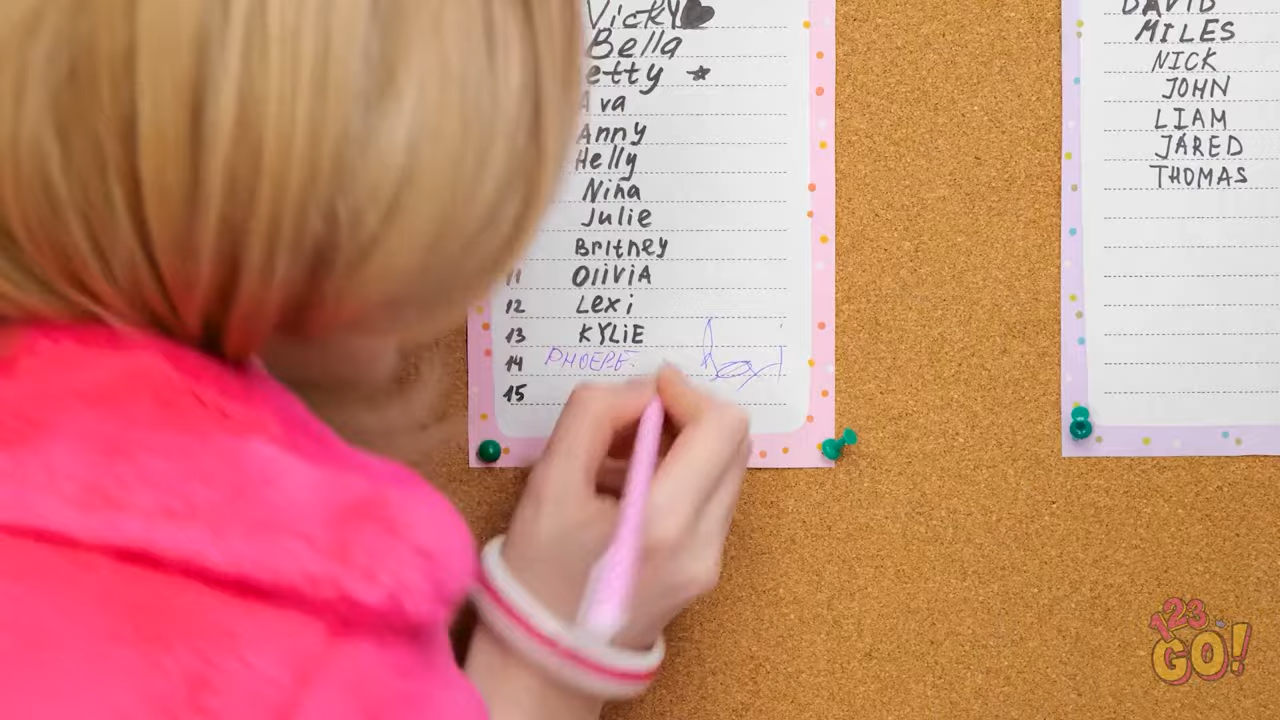 Vicky
Bella
etty
Ava
Anny
Helly
Nina
Julie
Britney
11 OliviA
12 Lexi
13 KYLiE
14 PHOEBE
15
DAVID
MILES
NICK
JOHN
LIAM
JARED
THOMAS
123
GO!